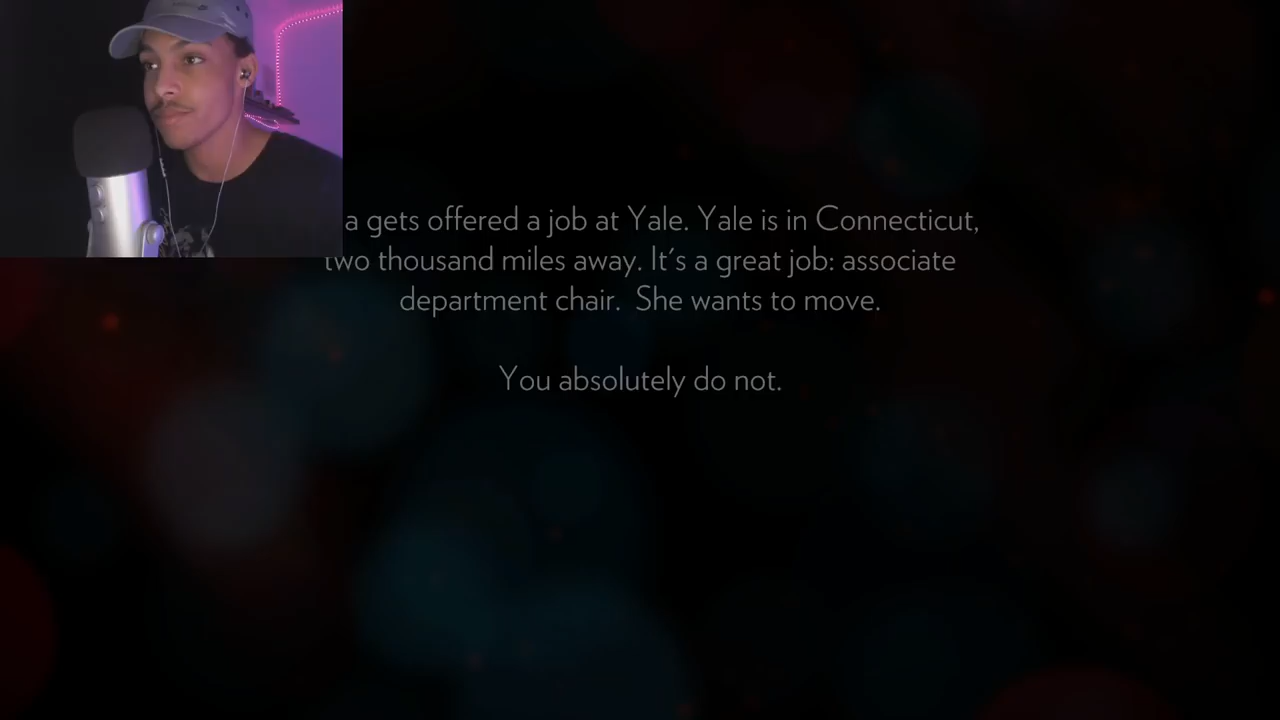 a gets offered a job at Yale. Yale is in Connecticut,
two thousand miles away. It's a great job: associate
department chair.  She wants to move.
You absolutely do not.